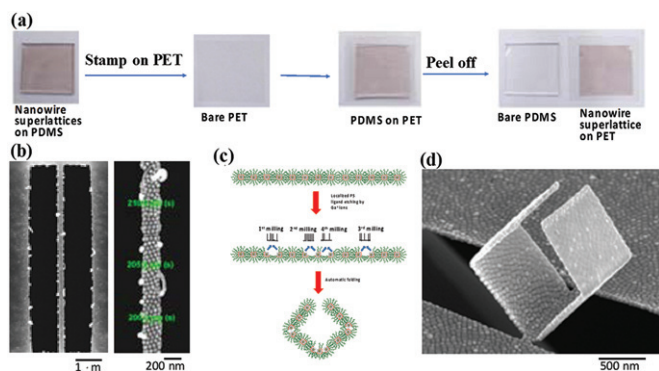 (a)
Stamp on PET
Peel off
Nanowire
superlattices
on PDMS
Bare PET
PDMS on PET
Bare PDMS
Nanowire
superlattice
on PET
(b)
1 · m
200 nm
(c)
Localized PS
ligand etching by
Ga⁺ ions
1st milling 2nd milling 4th milling 3rd milling
Automatic folding
(d)
500 nm